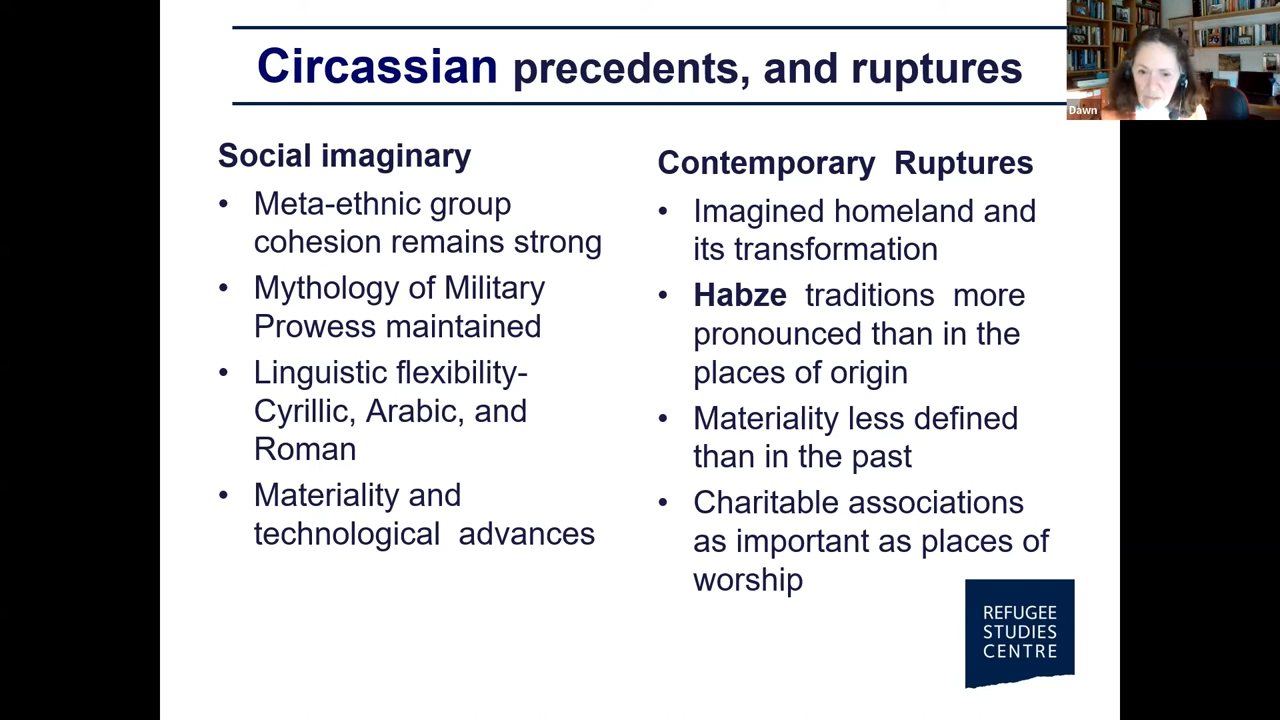 Circassian precedents, and ruptures
Dawn
Social imaginary
• Meta-ethnic group
cohesion remains strong
• Mythology of Military
Prowess maintained
• Linguistic flexibility-
Cyrillic, Arabic, and
Roman
• Materiality and
technological advances
Contemporary Ruptures
• Imagined homeland and
its transformation
• Habze traditions more
pronounced than in the
places of origin
• Materiality less defined
than in the past
• Charitable associations
as important as places of
worship
REFUGEE
STUDIES
CENTRE